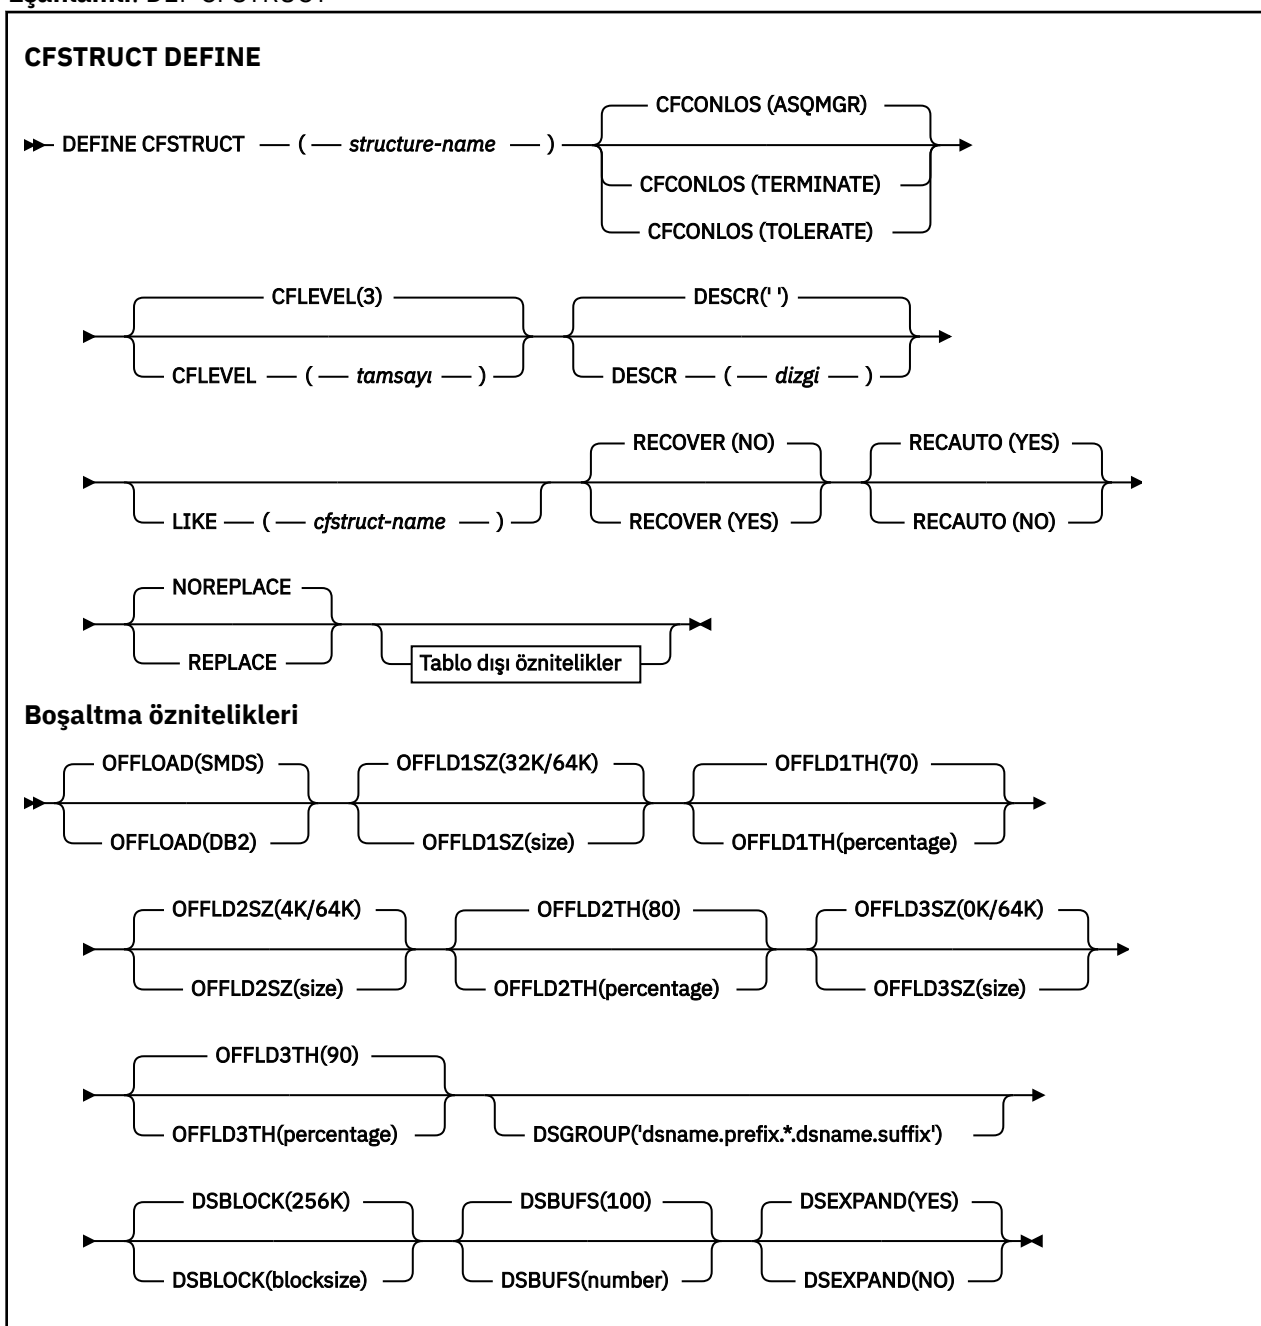 CFSTRUCT DEFINE
CFCONLOS (ASQMGR)
DEFINE CFSTRUCT ( structure-name )
CFCONLOS (TERMINATE)
CFCONLOS (TOLERATE)
CFLEVEL(3) DESCR(' ')
CFLEVEL ( tamsayı ) DESCR ( dizgi )
RECOVER (NO) RECAUTO (YES)
LIKE ( cfstruct-name ) RECOVER (YES) RECAUTO (NO)
NOREPLACE
REPLACE Tablo dışı öznitelikler
Boşaltma öznitelikleri
OFFLOAD(SMDS) OFFLD1SZ(32K/64K) OFFLD1TH(70)
OFFLOAD(DB2) OFFLD1SZ(size) OFFLD1TH(percentage)
OFFLD2SZ(4K/64K) OFFLD2TH(80) OFFLD3SZ(0K/64K)
OFFLD2SZ(size) OFFLD2TH(percentage) OFFLD3SZ(size)
OFFLD3TH(90)
OFFLD3TH(percentage) DSGROUP('dsname.prefix.*.dsname.suffix')
DSBLOCK(256K) DSBUFS(100) DSEXPAND(YES)
DSBLOCK(blocksize) DSBUFS(number) DSEXPAND(NO)